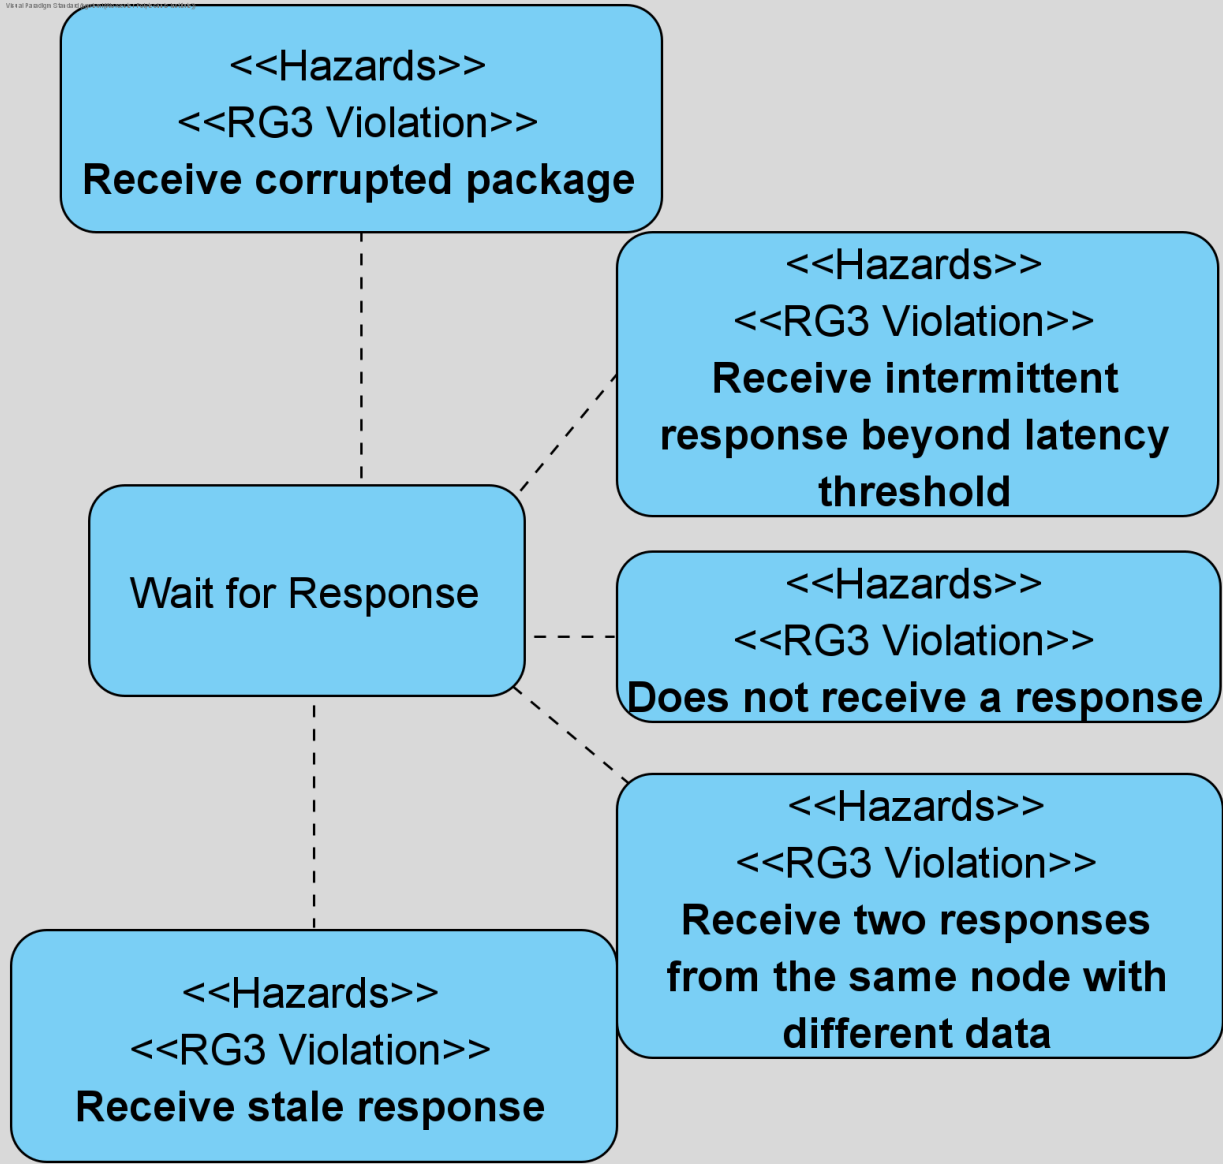 <<Hazards>>
<<RG3 Violation>>
Receive corrupted package
<<Hazards>>
<<RG3 Violation>>
Receive intermittent
response beyond latency
threshold
Wait for Response
<<Hazards>>
<<RG3 Violation>>
Does not receive a response
<<Hazards>>
<<RG3 Violation>>
Receive two responses
from the same node with
different data
<<Hazards>>
<<RG3 Violation>>
Receive stale response